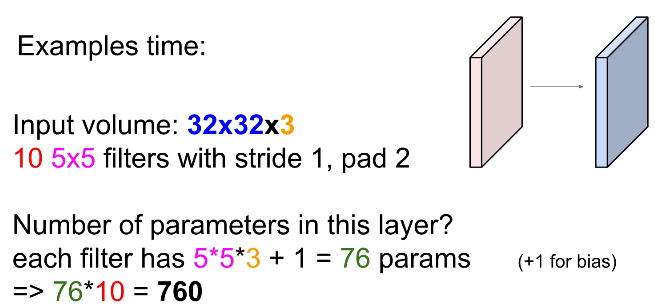 Examples time:
Input volume: 32x32x3
10 5x5 filters with stride 1, pad 2
Number of parameters in this layer?
each filter has 5*5*3 + 1 = 76 params (+1 for bias)
=> 76*10 = 760